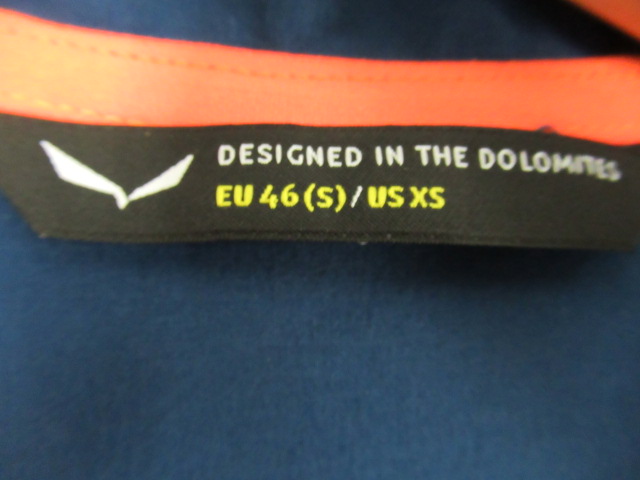 DESIGNED IN THE DOLOMITES
EU 46 (S) / US XS